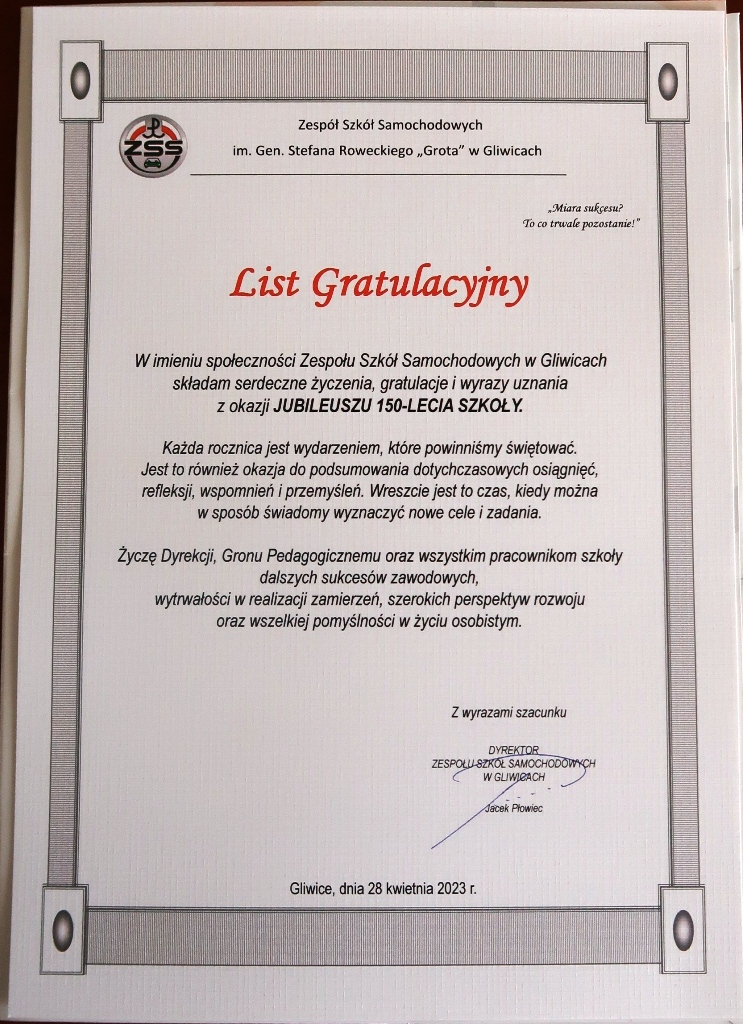 Zespół Szkół Samochodowych
ZSS
im. Gen. Stefana Roweckiego „Grota” w Gliwicach
„Miara sukcesu?
To co trwale pozostanie!”
List Gratulacyjny
W imieniu społeczności Zespołu Szkół Samochodowych w Gliwicach
składam serdeczne życzenia, gratulacje i wyrazy uznania
z okazji JUBILEUSZU 150-LECIA SZKOŁY.
Każda rocznica jest wydarzeniem, które powinniśmy świętować.
Jest to również okazja do podsumowania dotychczasowych osiągnięć,
refleksji, wspomnień i przemyśleń. Wreszcie jest to czas, kiedy można
w sposób świadomy wyznaczyć nowe cele i zadania.
Życzę Dyrekcji, Gronu Pedagogicznemu oraz wszystkim pracownikom szkoły
dalszych sukcesów zawodowych,
wytrwałości w realizacji zamierzeń, szerokich perspektyw rozwoju
oraz wszelkiej pomyślności w życiu osobistym.
Z wyrazami szacunku
DYREKTOR
ZESPOŁU SZKÓŁ SAMOCHODOWYCH
W GLIWICACH
Jacek Płowiec
Gliwice, dnia 28 kwietnia 2023 r.